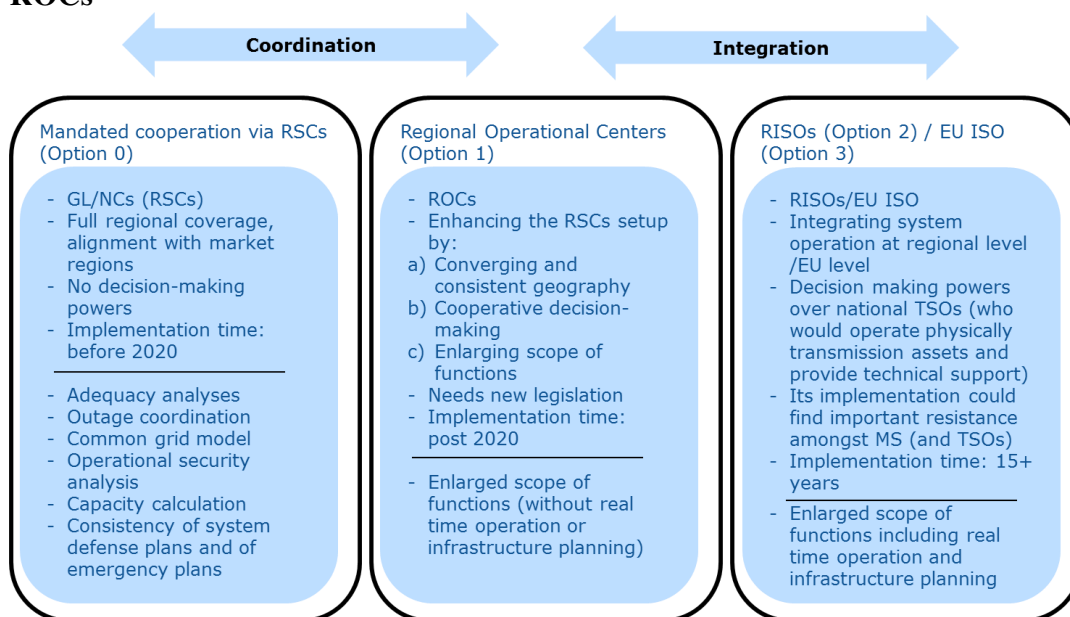 ROCs
Coordination
Integration
Mandated cooperation via RSCs
(Option 0)
- GL/NCs (RSCs)
- Full regional coverage,
alignment with market
regions
- No decision-making
powers
- Implementation time:
before 2020
- Adequacy analyses
- Outage coordination
- Common grid model
- Operational security
analysis
- Capacity calculation
- Consistency of system
defense plans and of
emergency plans
Regional Operational Centers
(Option 1)
- ROCs
- Enhancing the RSCs setup
by:
a) Converging and
consistent geography
b) Cooperative decision-
making
c) Enlarging scope of
functions
- Needs new legislation
- Implementation time:
post 2020
- Enlarged scope of
functions (without real
time operation or
infrastructure planning)
RISOs (Option 2) / EU ISO
(Option 3)
- RISOs/EU ISO
- Integrating system
operation at regional level
/EU level
- Decision making powers
over national TSOs (who
would operate physically
transmission assets and
provide technical support)
- Its implementation could
find important resistance
amongst MS (and TSOs)
- Implementation time: 15+
years
- Enlarged scope of
functions including real
time operation and
infrastructure planning